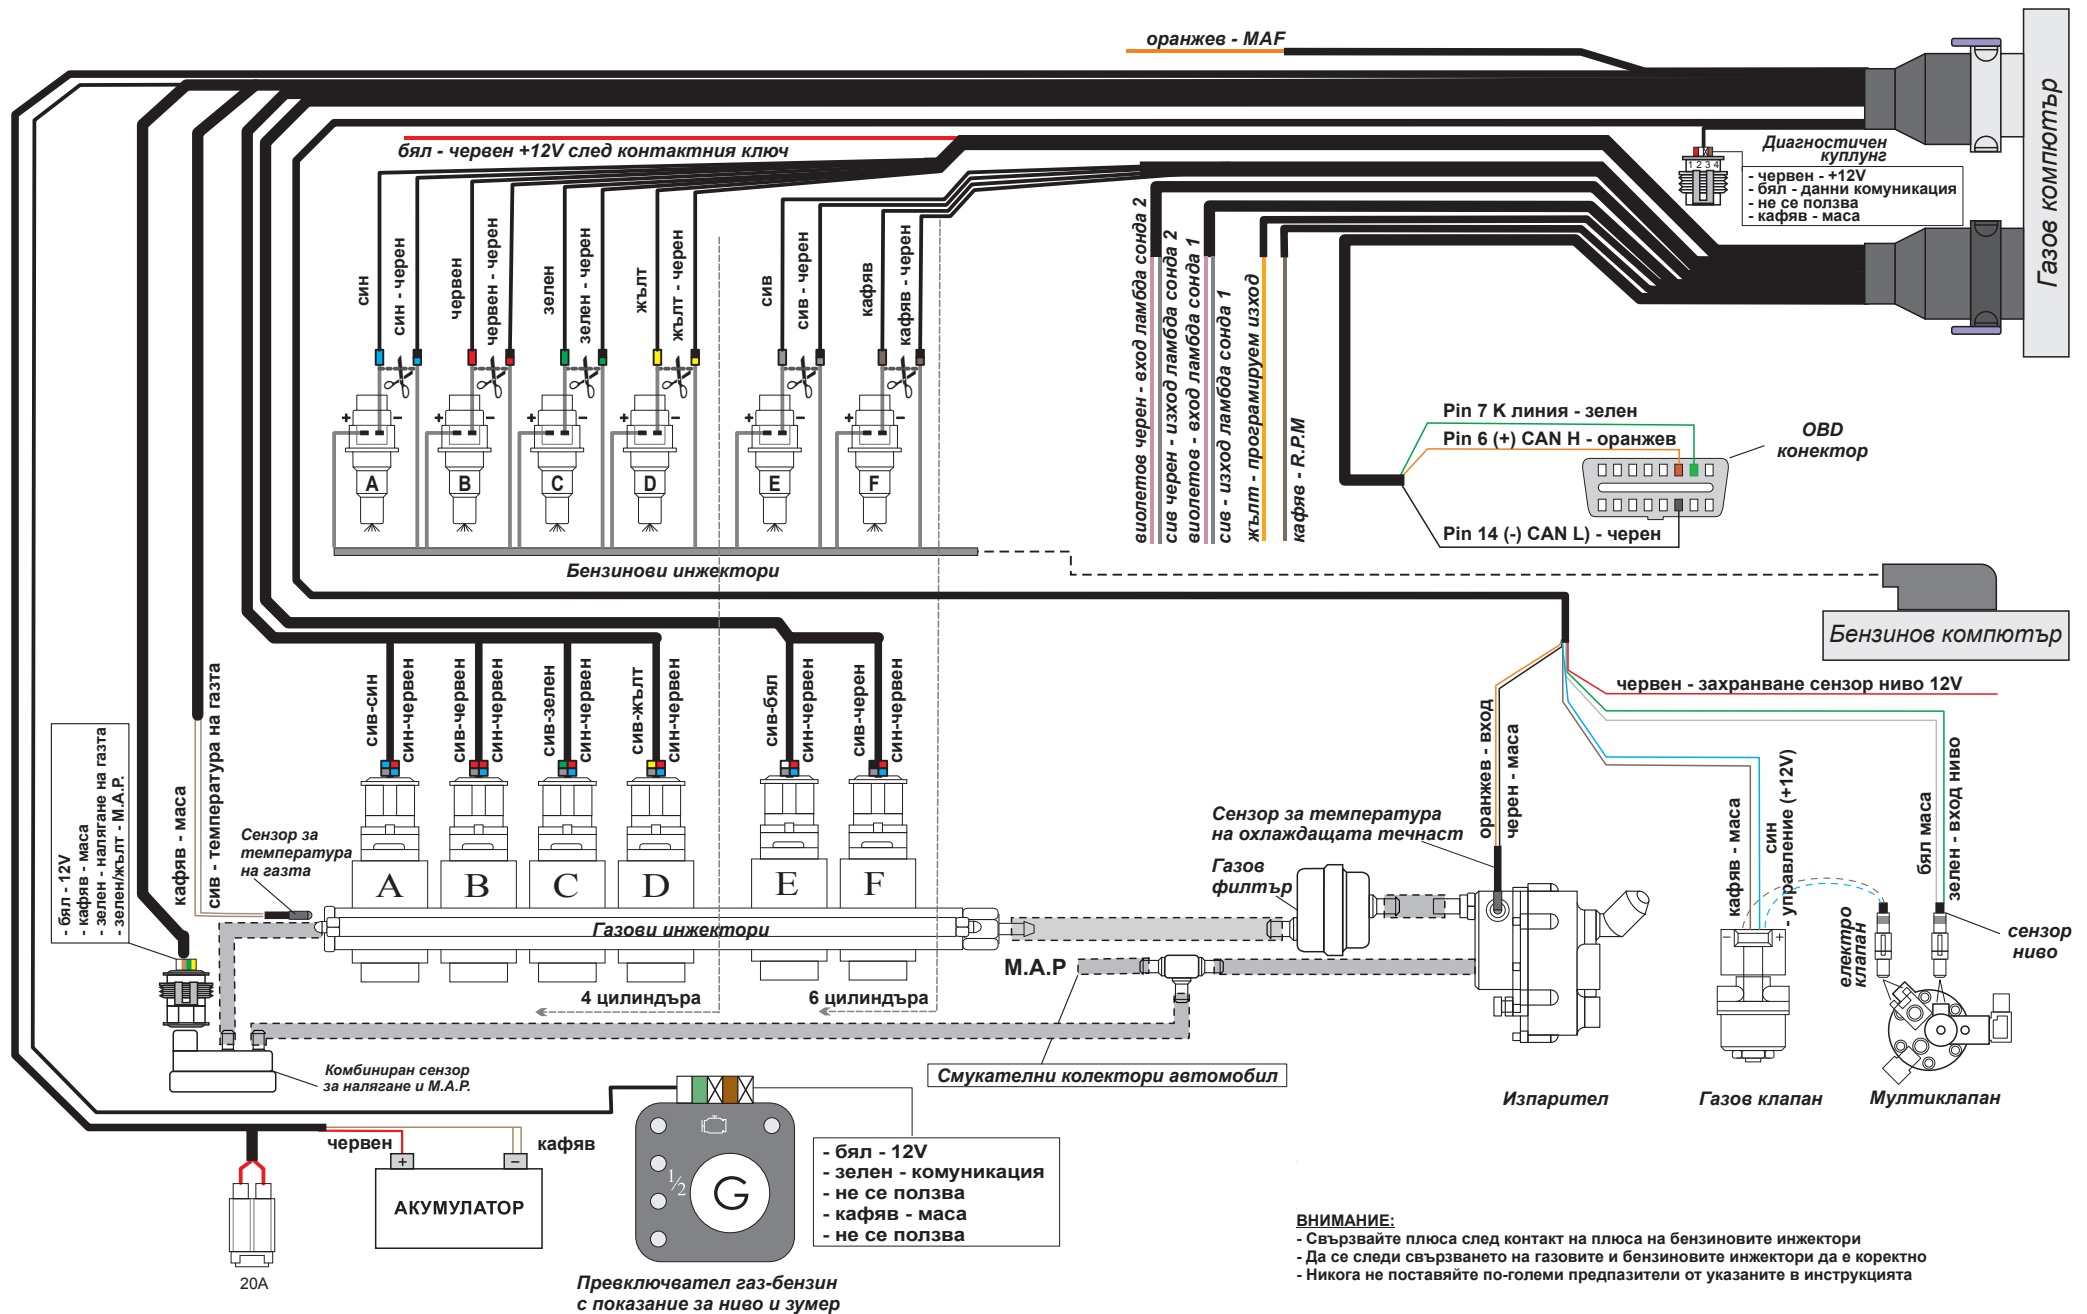 оранжев - MAF
Газов компютър
бял - червен +12V след контактния ключ
Диагностичен
куплунг
1 2 3 4
- червен - +12V
- бял - данни комуникация
- не се ползва
- кафяв - маса
син
син - черен
червен
червен - черен
зелен
зелен - черен
жълт
жълт - черен
сив
сив - черен
кафяв
кафяв - черен
виолетов черен - вход ламбда сонда 2
сив черен - изход ламбда сонда 2
виолетов - вход ламбда сонда 1
сив - изход ламбда сонда 1
жълт - програмируем изход
кафяв - R.P.M
+ -
+ -
+ -
+ -
+ -
+ -
A
B
C
D
E
F
Бензинови инжектори
Pin 7 K линия - зелен
Pin 6 (+) CAN H - оранжев
Pin 14 (-) CAN L) - черен
OBD
конектор
Бензинов компютър
червен - захранване сензор ниво 12V
- бял - 12V
- кафяв - маса
- зелен - налягане на газта
- зелен/жълт - M.A.P.
кафяв - маса
сив - температура на газта
Сензор за
температура
на газта
сив-син
син-червен
сив-червен
син-червен
сив-зелен
син-червен
сив-жълт
син-червен
сив-бял
син-червен
сив-черен
син-червен
A
B
C
D
E
F
Газови инжектори
4 цилиндъра
6 цилиндъра
оранжев - вход
черен - маса
Сензор за температура
на охлаждащата течнаст
Газов
филтър
M.A.P
кафяв - маса
син
- управление (+12V)
бял маса
зелен - вход ниво
електро
клапан
сензор
ниво
- +
Комбиниран сензор
за налягане и М.А.Р.
Смукателни колектори автомобил
Изпарител
Газов клапан
Мултиклапан
червен
кафяв
+ -
АКУМУЛАТОР
20A
1/2
G
- бял - 12V
- зелен - комуникация
- не се ползва
- кафяв - маса
- не се ползва
Превключвател газ-бензин
с показание за ниво и зумер
ВНИМАНИЕ:
- Свързвайте плюса след контакт на плюса на бензиновите инжектори
- Да се следи свързването на газовите и бензиновите инжектори да е коректно
- Никога не поставяйте по-големи предпазители от указаните в инструкцията